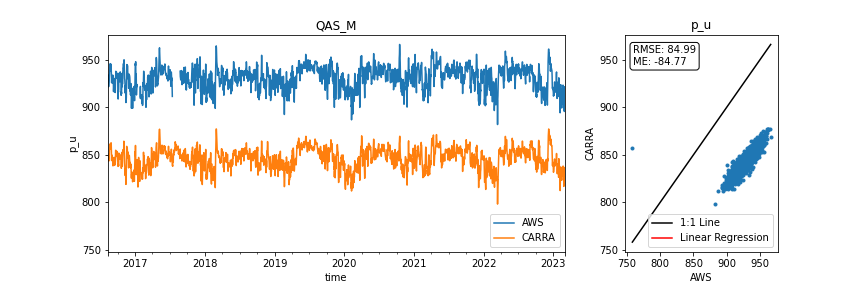 QAS_M
p_u
950
900
850
800
750
p_u
2017
2018
2019
2020
2021
2022
2023
time
AWS
CARRA
p_u
RMSE: 84.99
ME: -84.77
950
900
850
800
750
CARRA
750
800
850
900
950
AWS
1:1 Line
Linear Regression